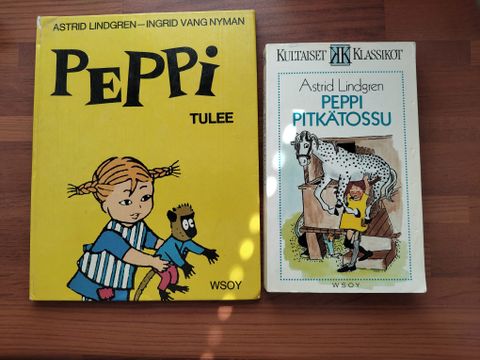 ASTRID LINDGREN—INGRID VANG NYMAN
PEPPi
TULEE
WSOY
KULTAISET KK KLASSIKOT
Astrid Lindgren
PEPPI
PITKÄTOSSU
WSOY